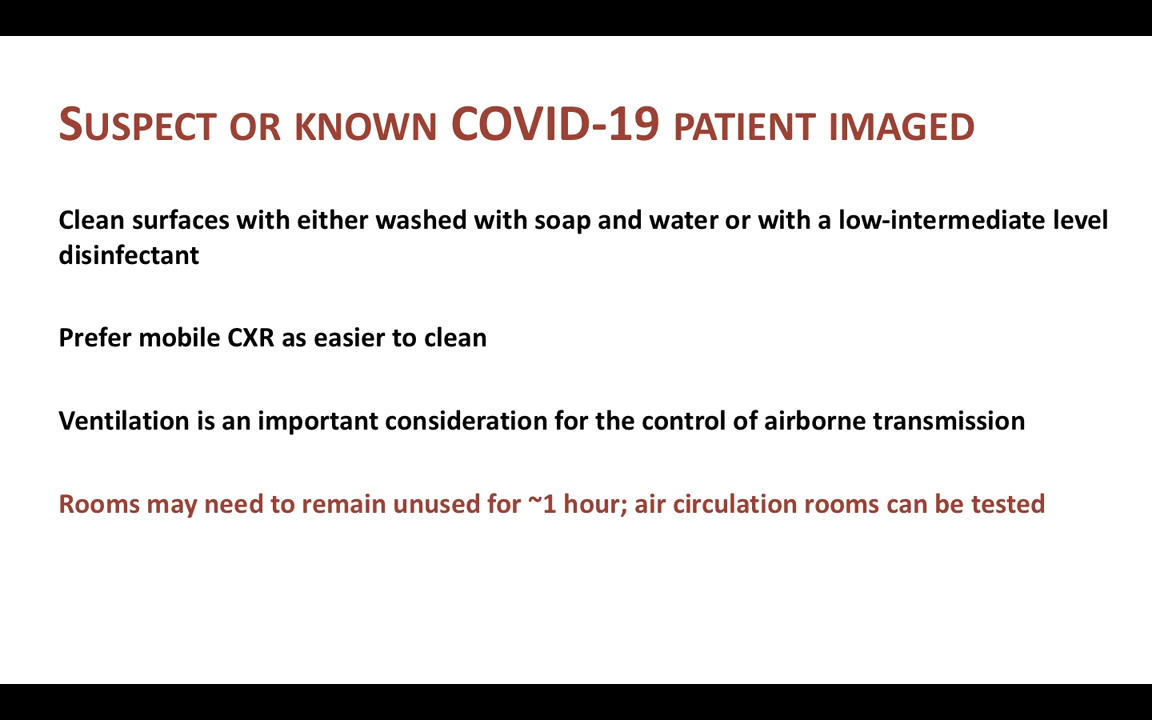 Suspect or known COVID-19 patient imaged
Clean surfaces with either washed with soap and water or with a low-intermediate level
disinfectant
Prefer mobile CXR as easier to clean
Ventilation is an important consideration for the control of airborne transmission
Rooms may need to remain unused for ~1 hour; air circulation rooms can be tested